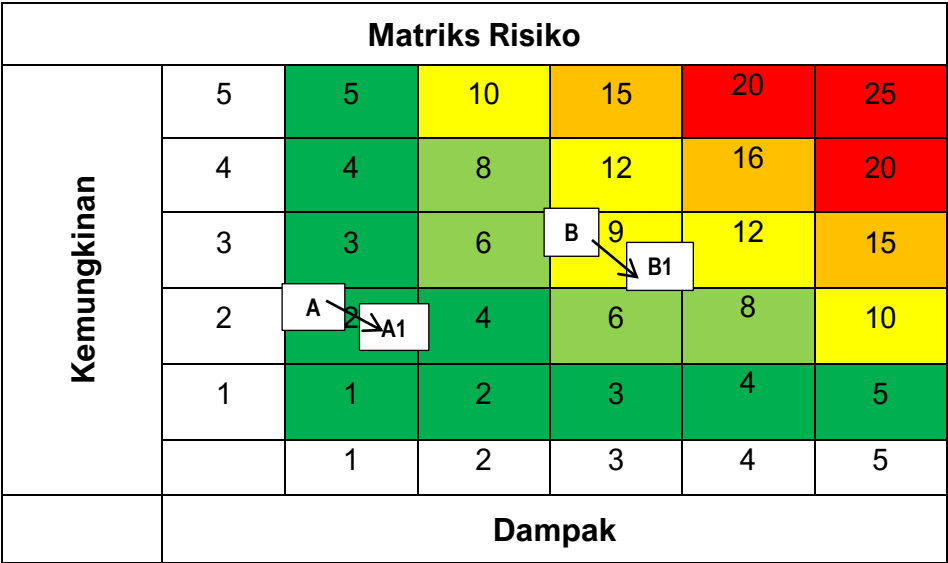 Matriks Risiko
Kemungkinan
5 5 10 15 20 25
4 4 8 12 16 20
3 3 6 B 9 B1 12 15
2 A 2 A1 4 6 8 10
1 1 2 3 4 5
1 2 3 4 5
Dampak